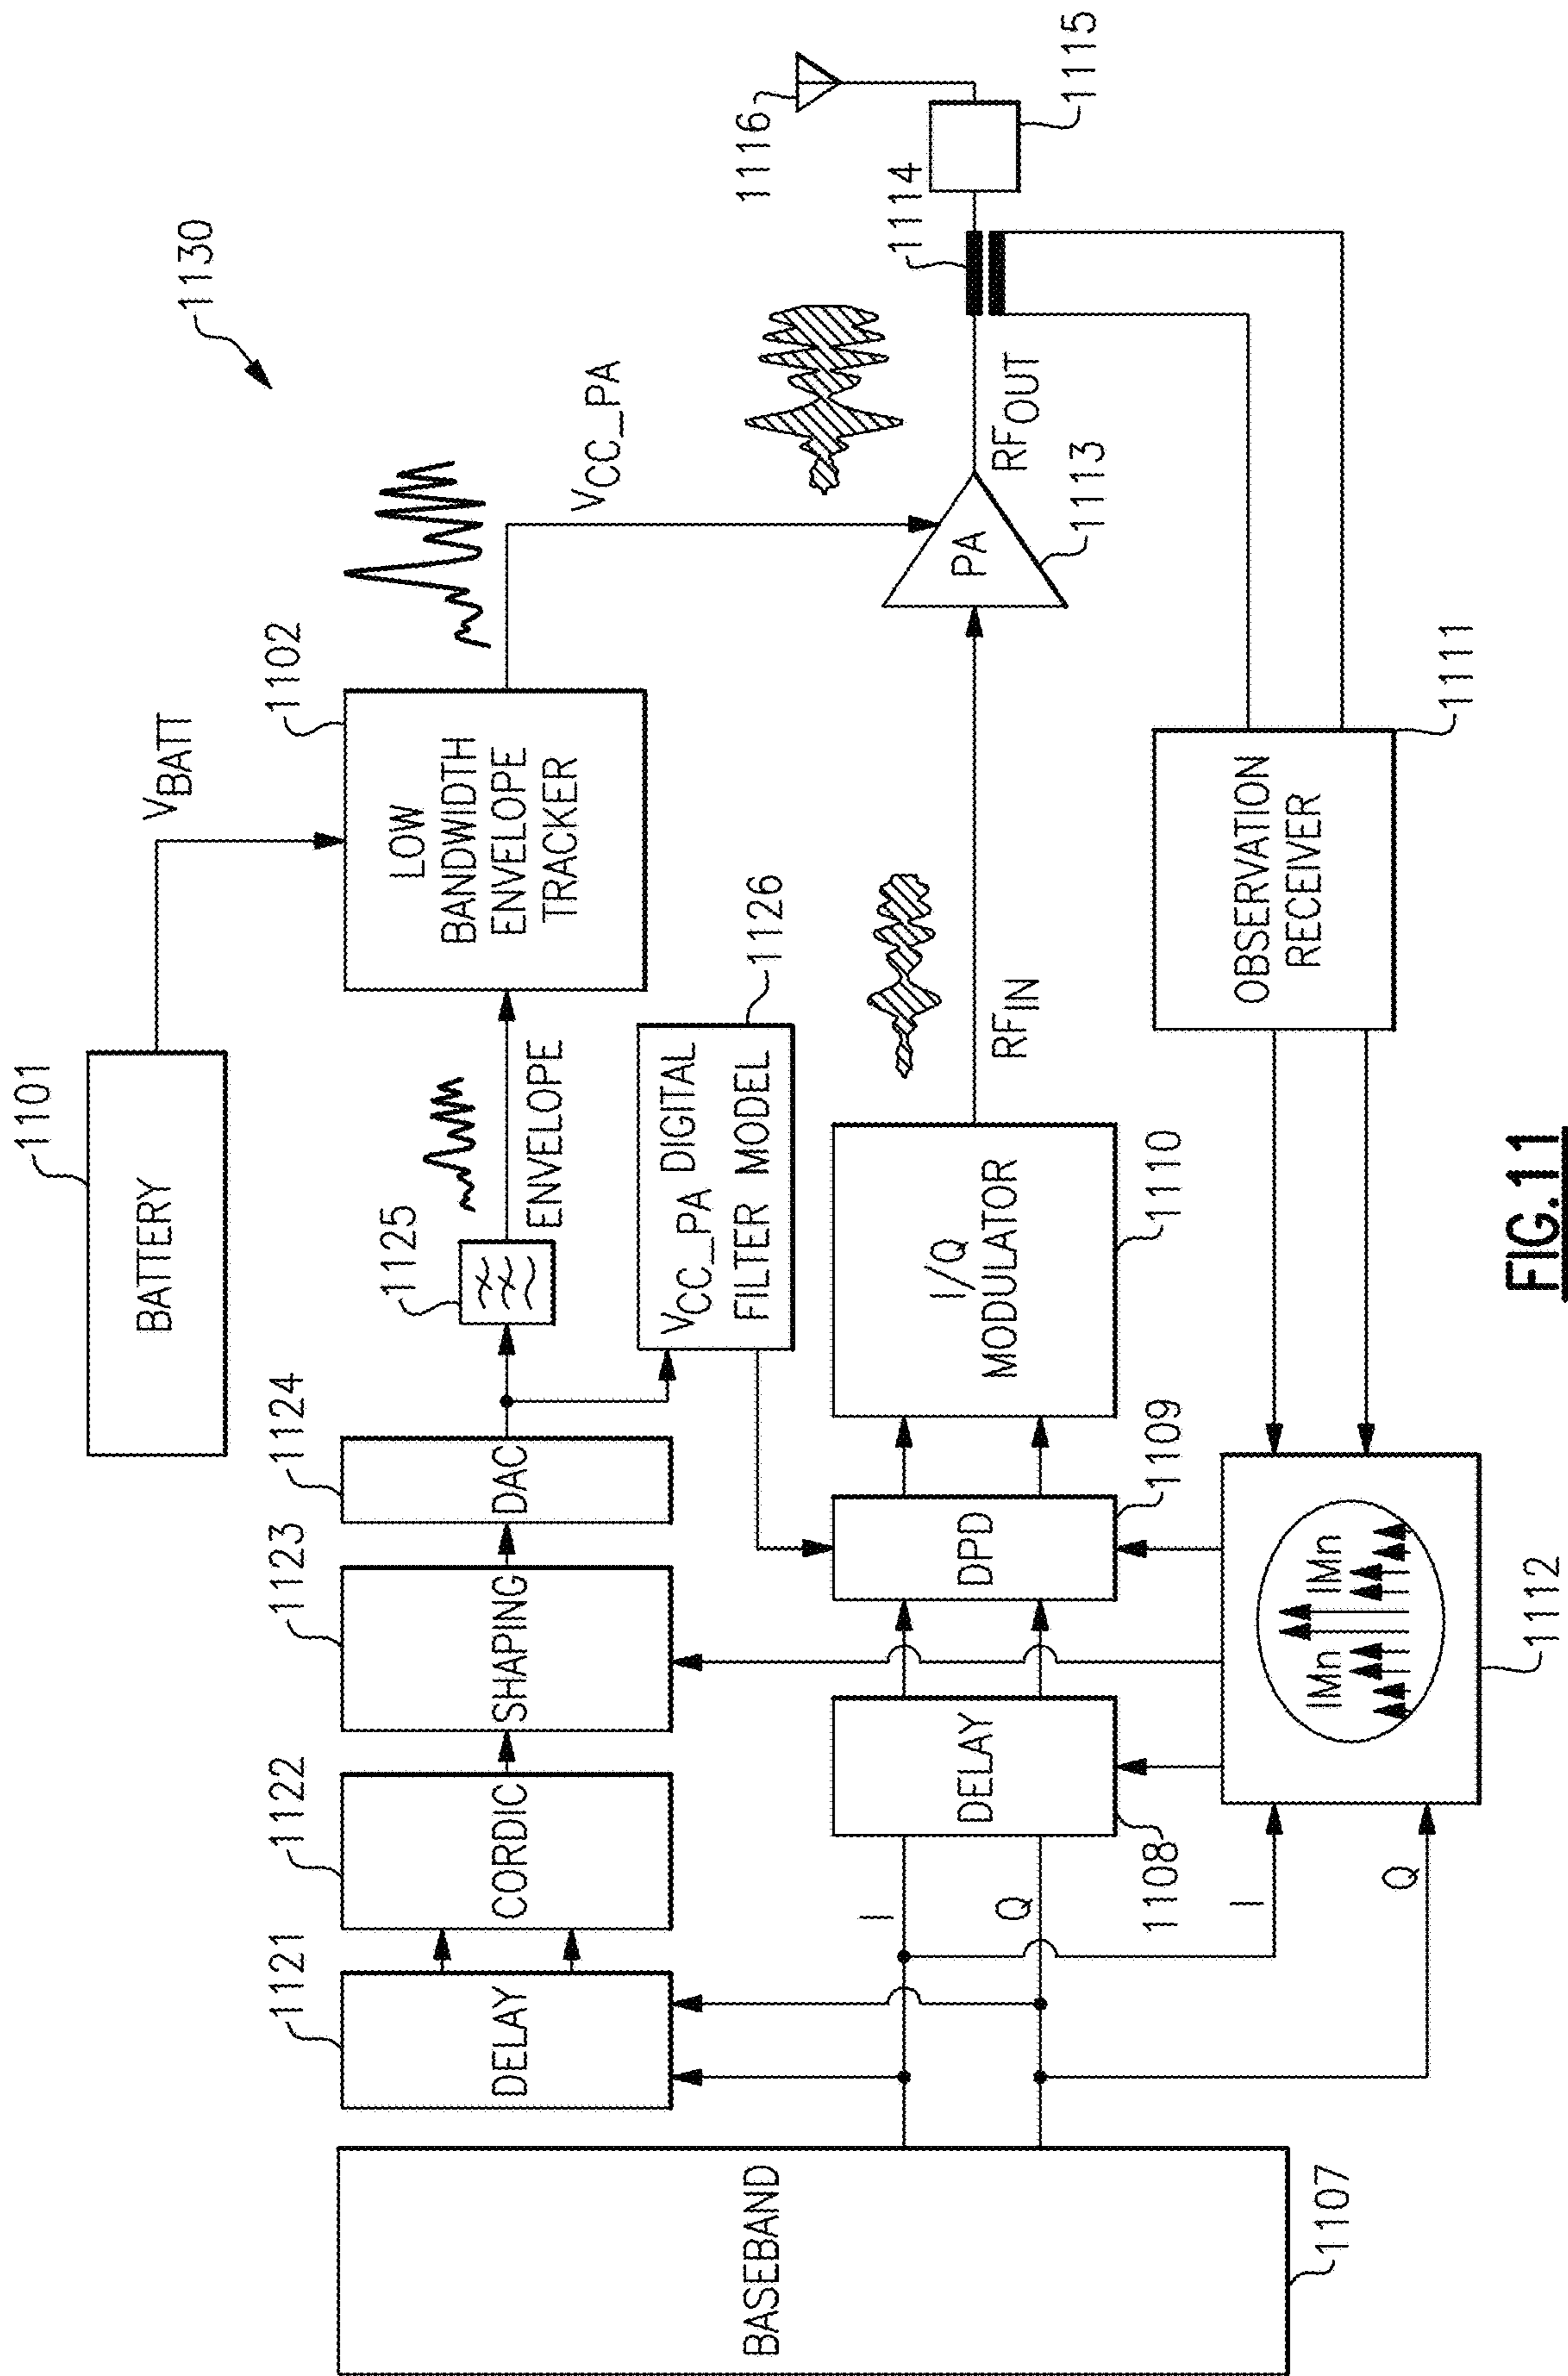 1130
1101
BATTERY
VBATT
1102
LOW
BANDWIDTH
ENVELOPE
TRACKER
VCC_PA
1121
DELAY
1122
CORDIC
1123
SHAPING
1124
DAC
1125
ENVELOPE
1126
VCC_PA DIGITAL
FILTER MODEL
BASEBAND
1107
I
Q
DELAY
1108
DPD
1109
I/Q
MODULATOR
1110
RFIN
PA
1113
RFOUT
1114
1115
1116
I
Q
IMn
IMn
1112
OBSERVATION
RECEIVER
1111
FIG.11